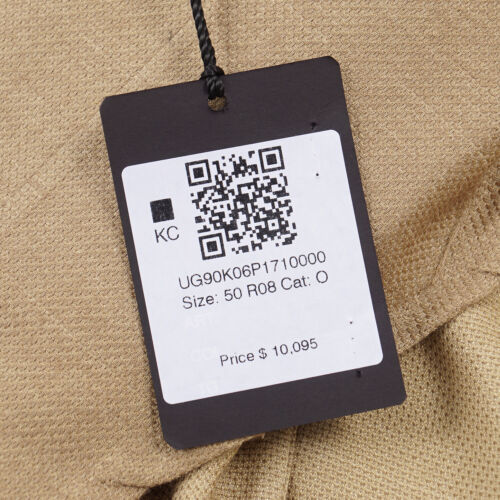 KC
UG90K06P1710000
Size: 50 R08 Cat: O
Price $ 10,095